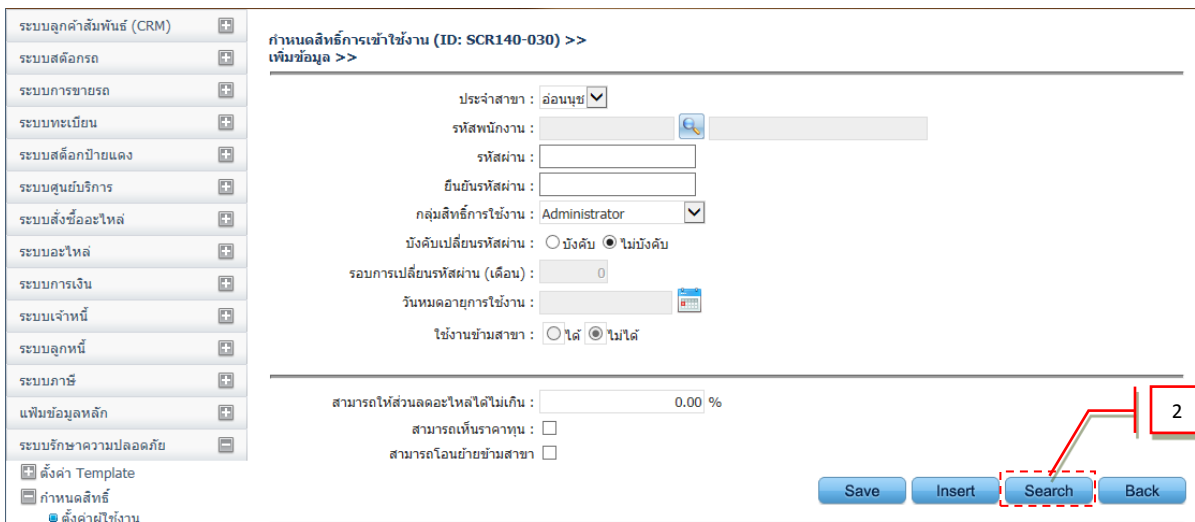 ระบบลูกค้าสัมพันธ์ (CRM)
ระบบสต๊อกรถ
ระบบการขายรถ
ระบบทะเบียน
ระบบสต็อกป้ายแดง
ระบบศูนย์บริการ
ระบบสั่งซื้ออะไหล่
ระบบอะไหล่
ระบบการเงิน
ระบบเจ้าหนี้
ระบบลูกหนี้
ระบบภาษี
แฟ้มข้อมูลหลัก
ระบบรักษาความปลอดภัย
ตั้งค่า Template
กำหนดสิทธิ์
ตั้งค่าผู้ใช้งาน
กำหนดสิทธิ์การเข้าใช้งาน (ID: SCR140-030) >>
เพิ่มข้อมูล >>
ประจำสาขา : อ่อนนุช
รหัสพนักงาน :
รหัสผ่าน :
ยืนยันรหัสผ่าน :
กลุ่มสิทธิ์การใช้งาน : Administrator
บังคับเปลี่ยนรหัสผ่าน : บังคับ ไม่บังคับ
รอบการเปลี่ยนรหัสผ่าน (เดือน) : 0
วันหมดอายุการใช้งาน :
ใช้งานข้ามสาขา : ได้ ไม่ได้
สามารถให้ส่วนลดอะไหล่ได้ไม่เกิน : 0.00 %
สามารถเห็นราคาทุน :
สามารถโอนย้ายข้ามสาขา
2
Save Insert Search Back